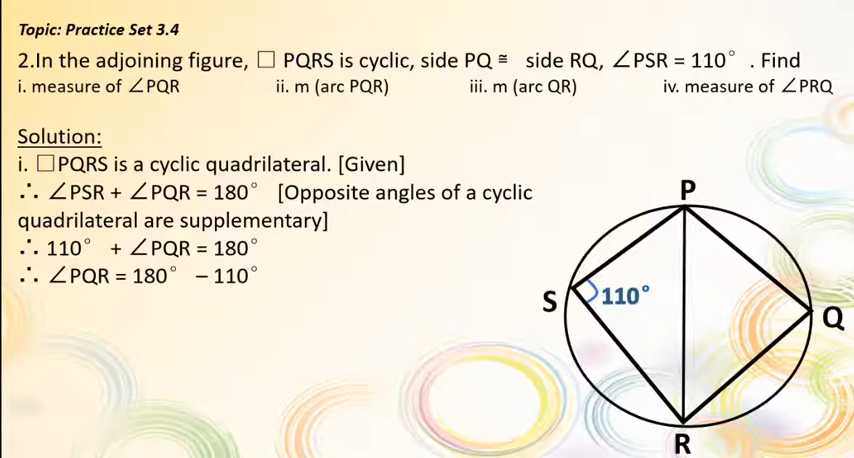 Topic: Practice Set 3.4
2.In the adjoining figure, □ PQRS is cyclic, side PQ ≅ side RQ, ∠PSR = 110° . Find
i. measure of ∠PQR ii. m (arc PQR) iii. m (arc QR) iv. measure of ∠PRQ
Solution:
i. □PQRS is a cyclic quadrilateral. [Given]
∴ ∠PSR + ∠PQR = 180° [Opposite angles of a cyclic
quadrilateral are supplementary]
∴ 110° + ∠PQR = 180°
∴ ∠PQR = 180° – 110°
P
S
110°
Q
R